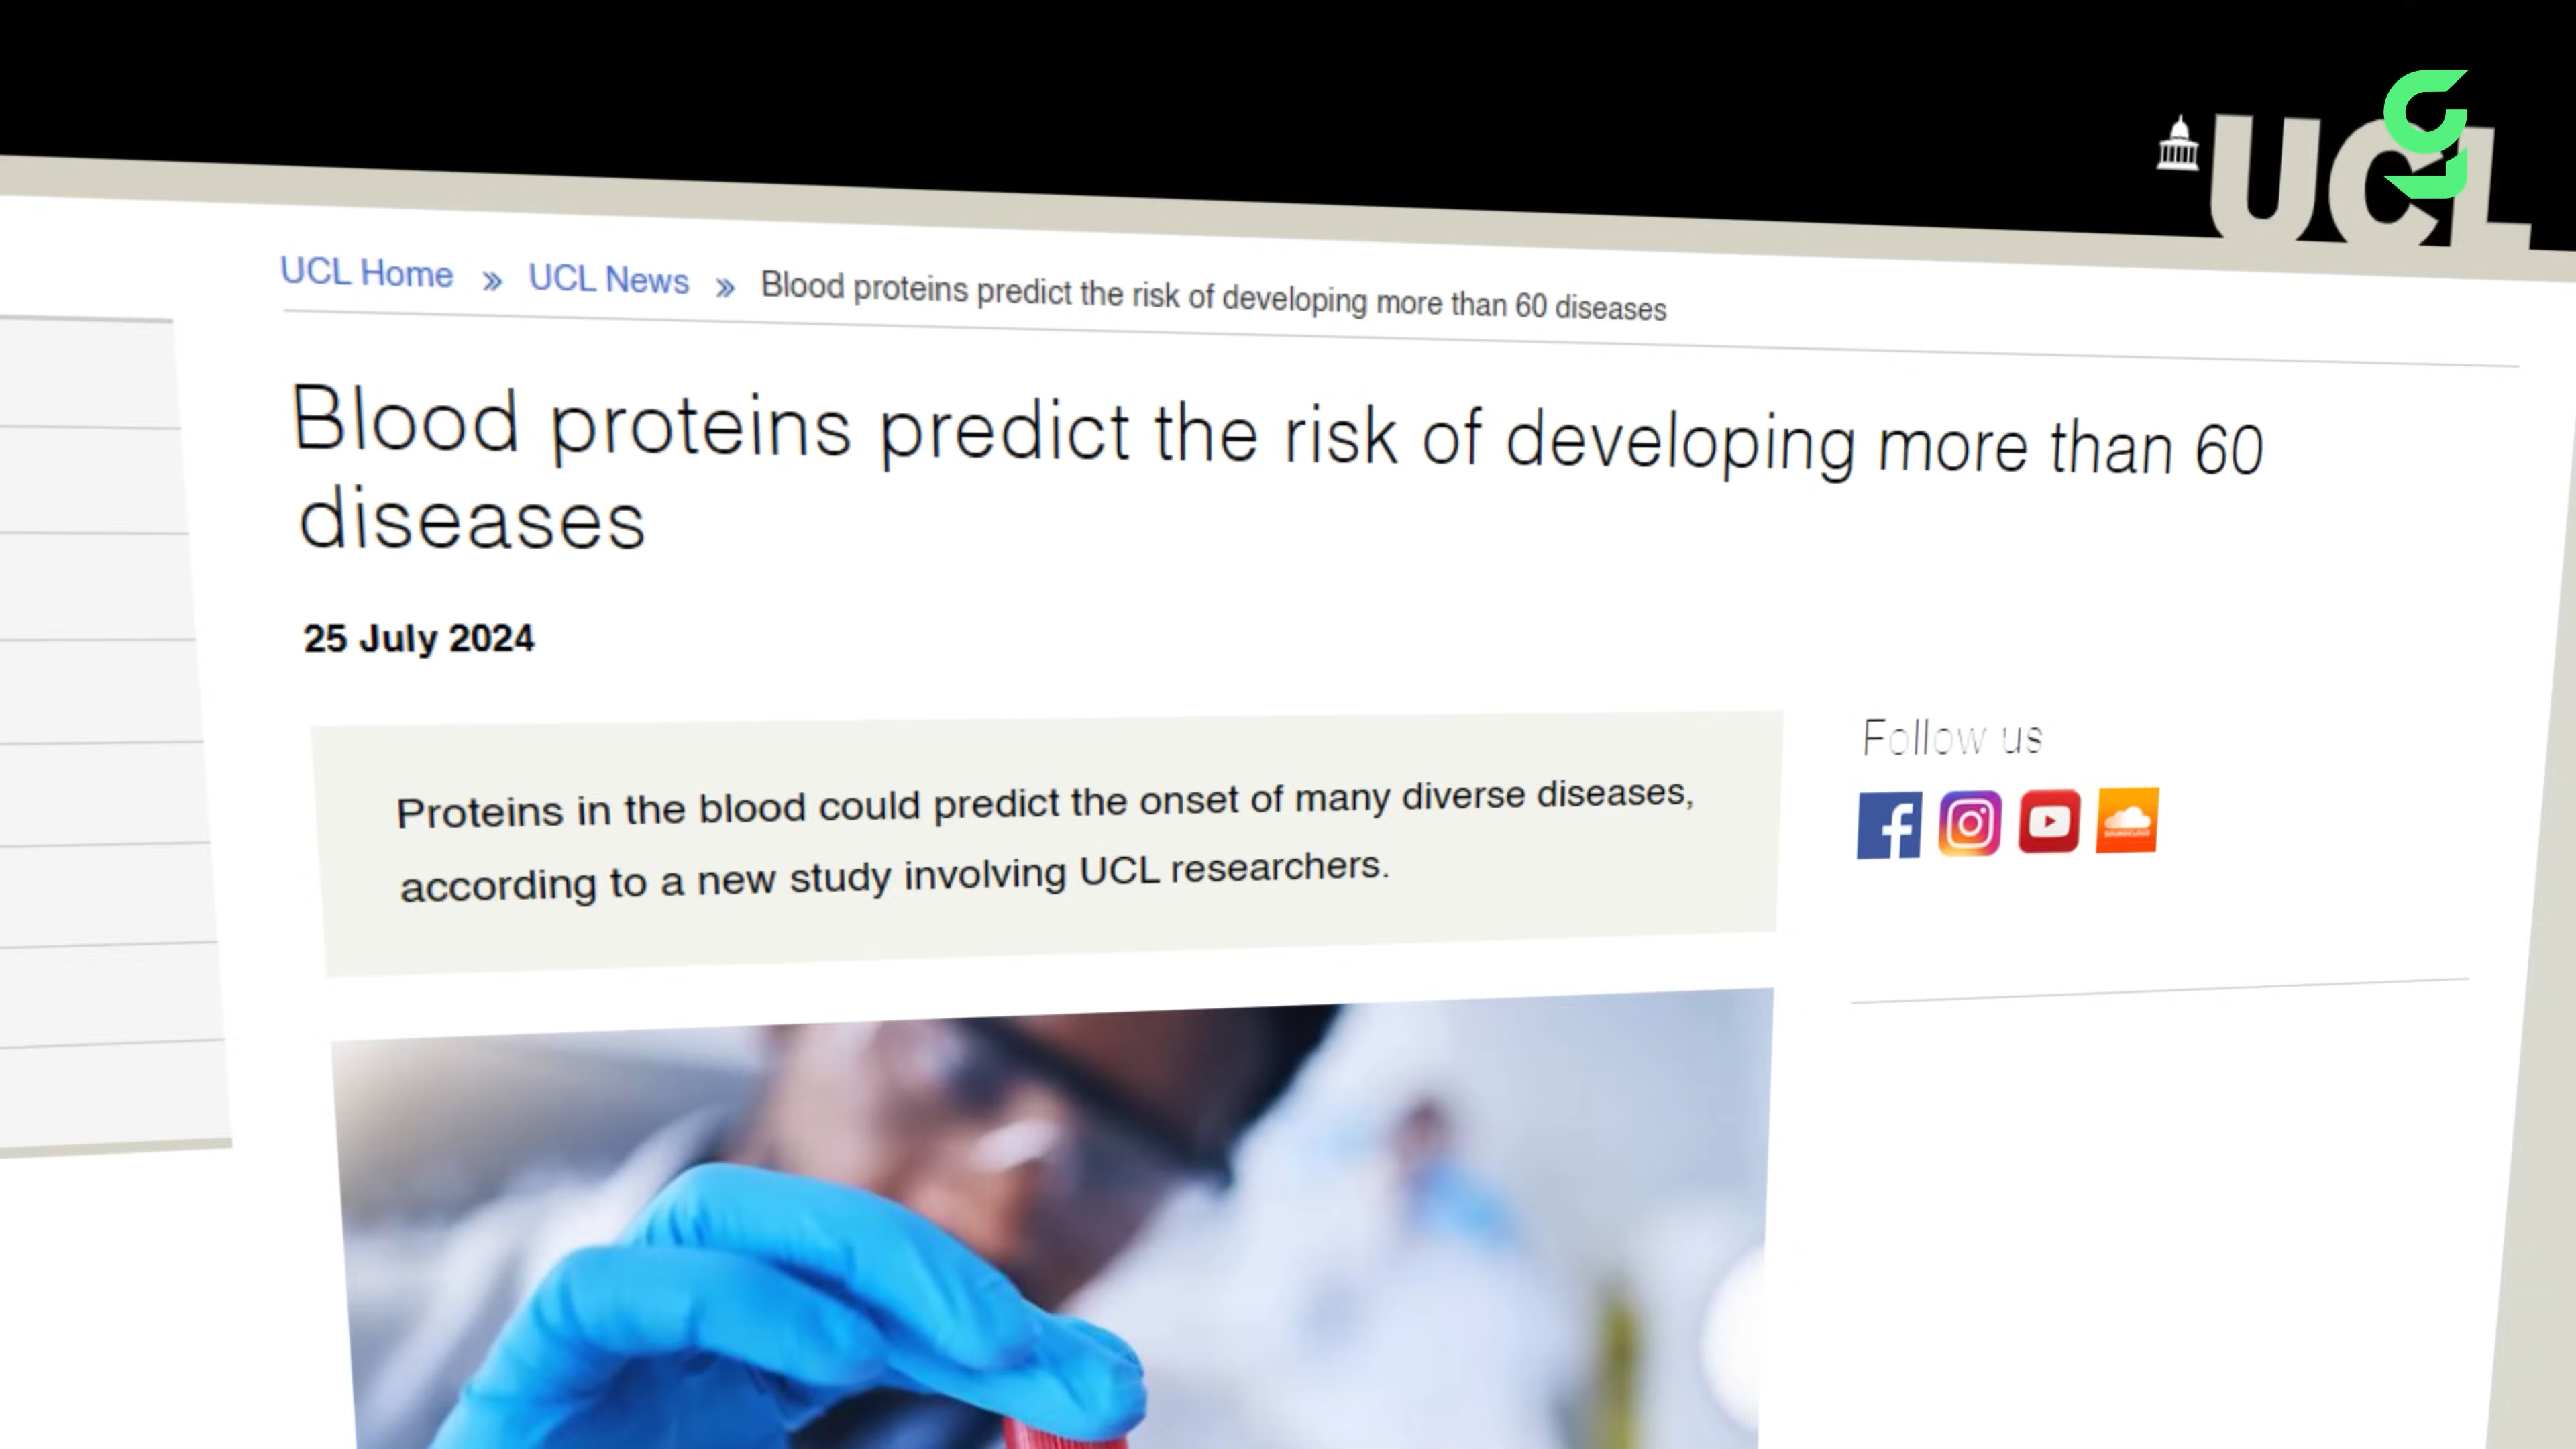 UCL
UCL Home » UCL News » Blood proteins predict the risk of developing more than 60 diseases
Blood proteins predict the risk of developing more than 60
diseases
25 July 2024
Proteins in the blood could predict the onset of many diverse diseases,
according to a new study involving UCL researchers.
Follow us
SOUNDCLOUD